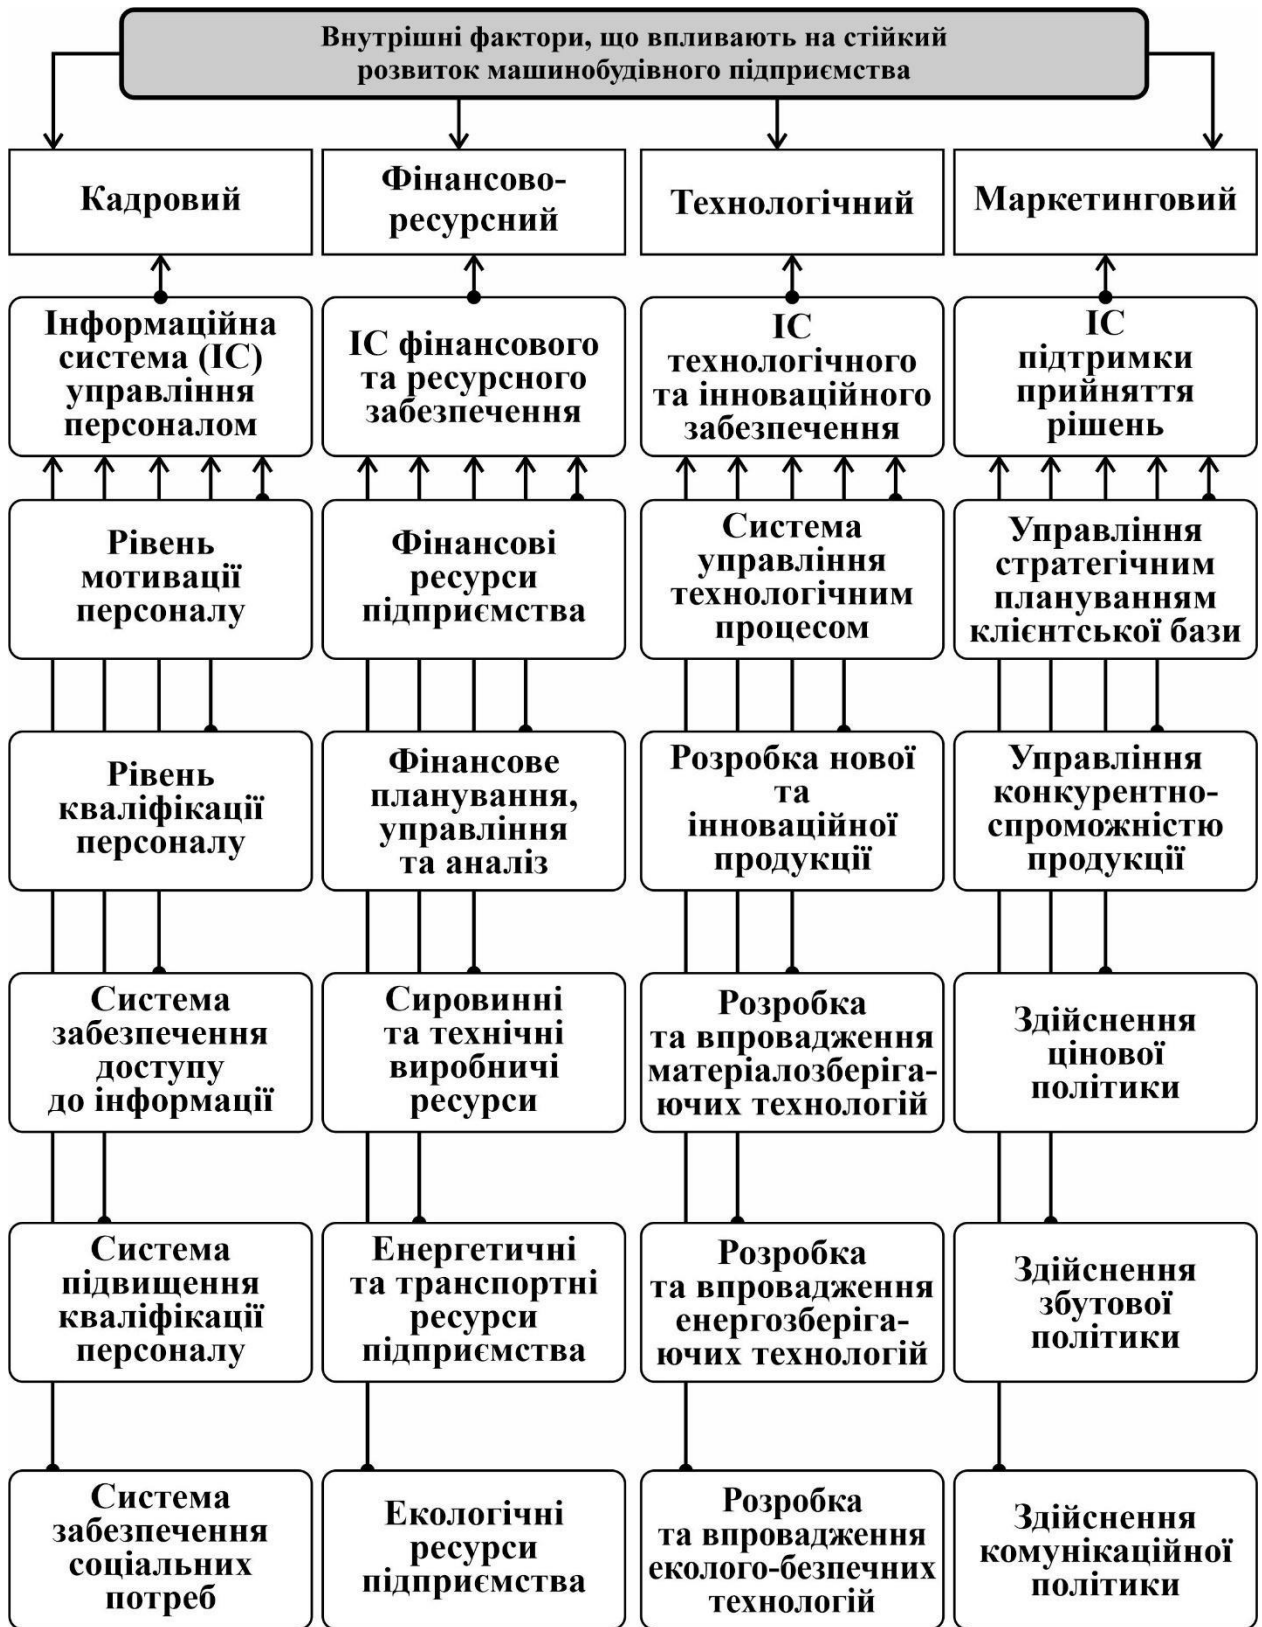 Внутрішні фактори, що впливають на стійкий
розвиток машинобудівного підприємства
Кадровий
Фінансово-
ресурсний
Технологічний
Маркетинговий
Інформаційна
система (ІС)
управління
персоналом
ІС фінансового
та ресурсного
забезпечення
ІС
технологічного
та інноваційного
забезпечення
ІС
підтримки
прийняття
рішень
Рівень
мотивації
персоналу
Фінансові
ресурси
підприємства
Система
управління
технологічним
процесом
Управління
стратегічним
плануванням
клієнтської бази
Рівень
кваліфікації
персоналу
Фінансове
планування,
управління
та аналіз
Розробка нової
та
інноваційної
продукції
Управління
конкурентно-
спроможністю
продукції
Система
забезпечення
доступу
до інформації
Сировинні
та технічні
виробничі
ресурси
Розробка
та впровадження
матеріалозберіга-
ючих технологій
Здійснення
цінової
політики
Система
підвищення
кваліфікації
персоналу
Енергетичні
та транспортні
ресурси
підприємства
Розробка
та впровадження
енергозберіга-
ючих технологій
Здійснення
збутової
політики
Система
забезпечення
соціальних
потреб
Екологічні
ресурси
підприємства
Розробка
та впровадження
еколого-безпечних
технологій
Здійснення
комунікаційної
політики